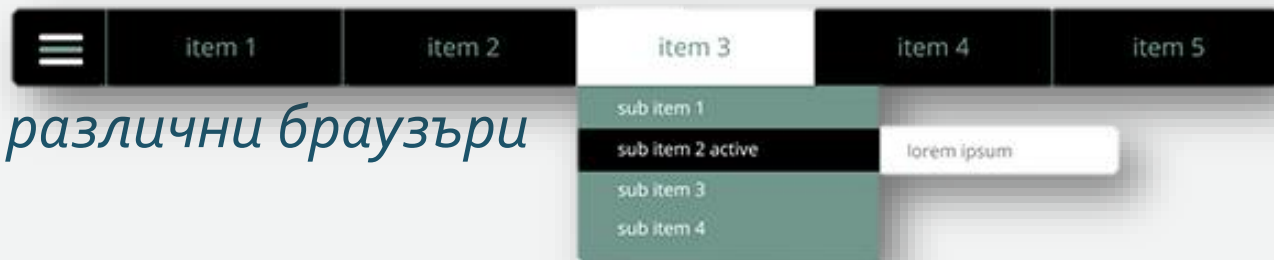 item 1
item 2
item 3
item 4
item 5
различни браузъри
sub item 1
sub item 2 active
lorem ipsum
sub item 3
sub item 4